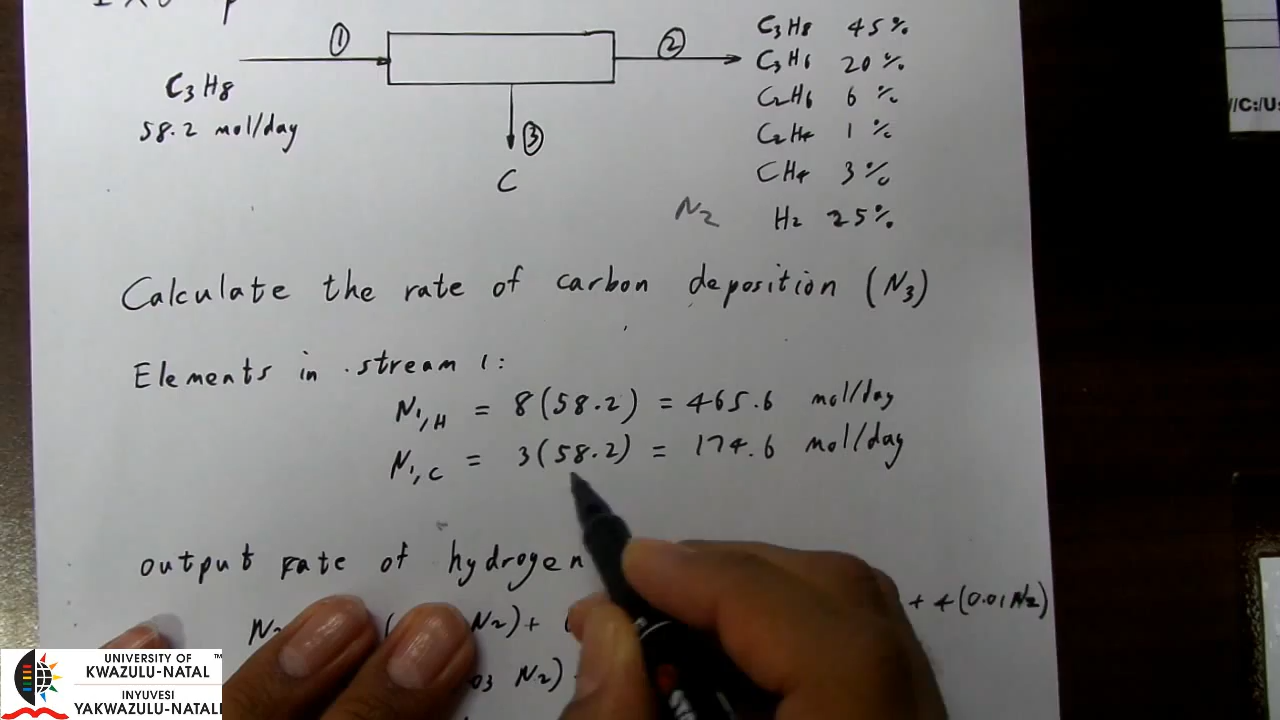 ① ② C3H8 45%
C3H8 C3H6 20%
58.2 mol/day C2H6 6%
③ C2H4 1%
C CH4 3%
N2 H2 25%
Calculate the rate of carbon deposition (N3)
Elements in stream 1:
N1,H = 8(58.2) = 465.6 mol/day
N1,C = 3(58.2) = 174.6 mol/day
output rate of hydrogen
+ 4(0.01N2)
N2)+
03 N2)
//C:/U
UNIVERSITY OF
KWAZULU-NATAL
INYUVESI
YAKWAZULU-NATALI